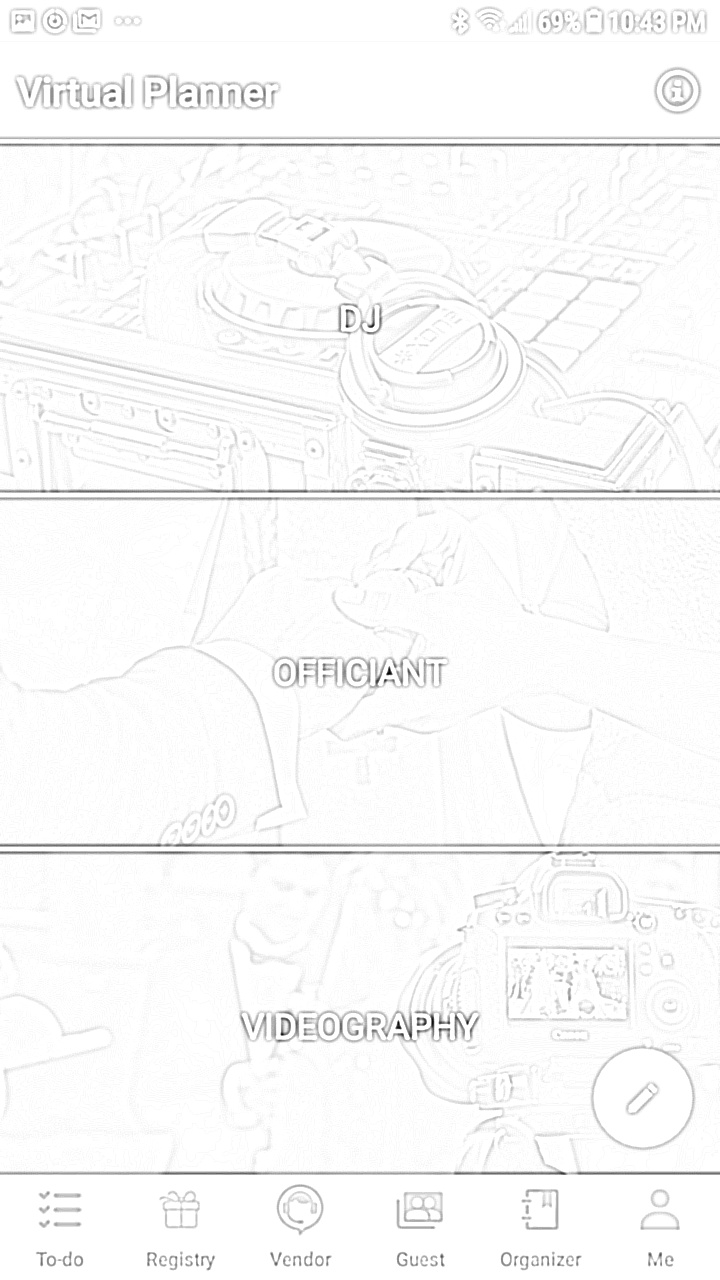 69% 10:43 PM
Virtual Planner
DJ
OFFICIANT
VIDEOGRAPHY
To-do Registry Vendor Guest Organizer Me